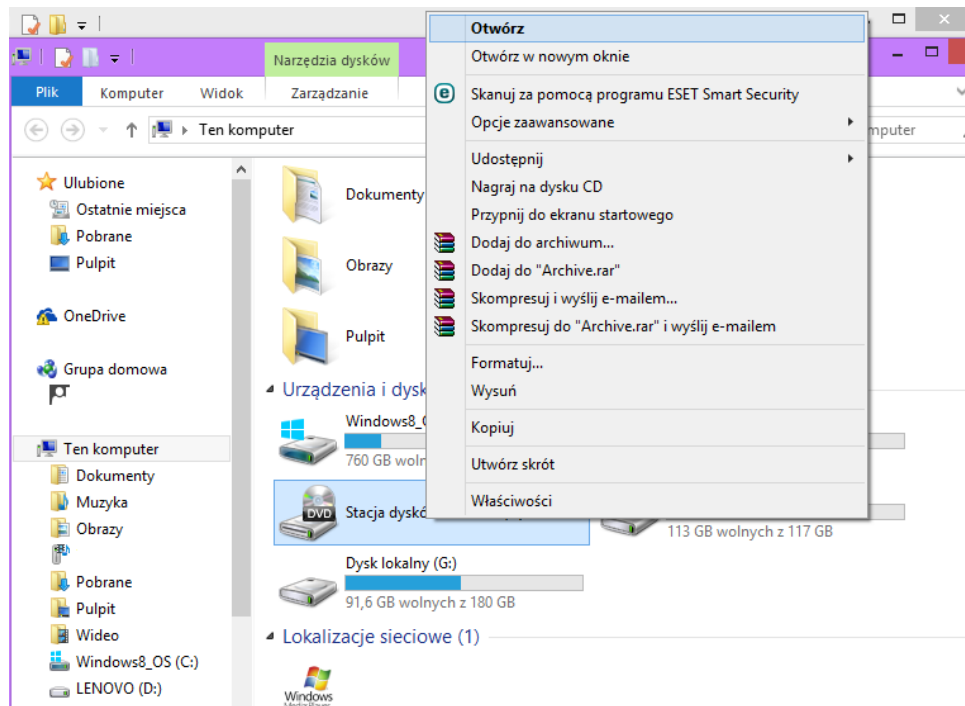 Narzędzia dysków
Plik
Komputer
Widok
Zarządzanie
Ten komputer
mputer
Ulubione
Ostatnie miejsca
Pobrane
Pulpit
OneDrive
Grupa domowa
Ten komputer
Dokumenty
Muzyka
Obrazy
Pobrane
Pulpit
Wideo
Windows8_OS (C:)
LENOVO (D:)
Dokumenty
Obrazy
Pulpit
Urządzenia i dysk
Windows8_
760 GB woln
Stacja dyskó
DVD
113 GB wolnych z 117 GB
Dysk lokalny (G:)
91,6 GB wolnych z 180 GB
Lokalizacje sieciowe (1)
Windows
Otwórz
Otwórz w nowym oknie
Skanuj za pomocą programu ESET Smart Security
Opcje zaawansowane
Udostępnij
Nagraj na dysku CD
Przypnij do ekranu startowego
Dodaj do archiwum...
Dodaj do "Archive.rar"
Skompresuj i wyślij e-mailem...
Skompresuj do "Archive.rar" i wyślij e-mailem
Formatuj...
Wysuń
Kopiuj
Utwórz skrót
Właściwości